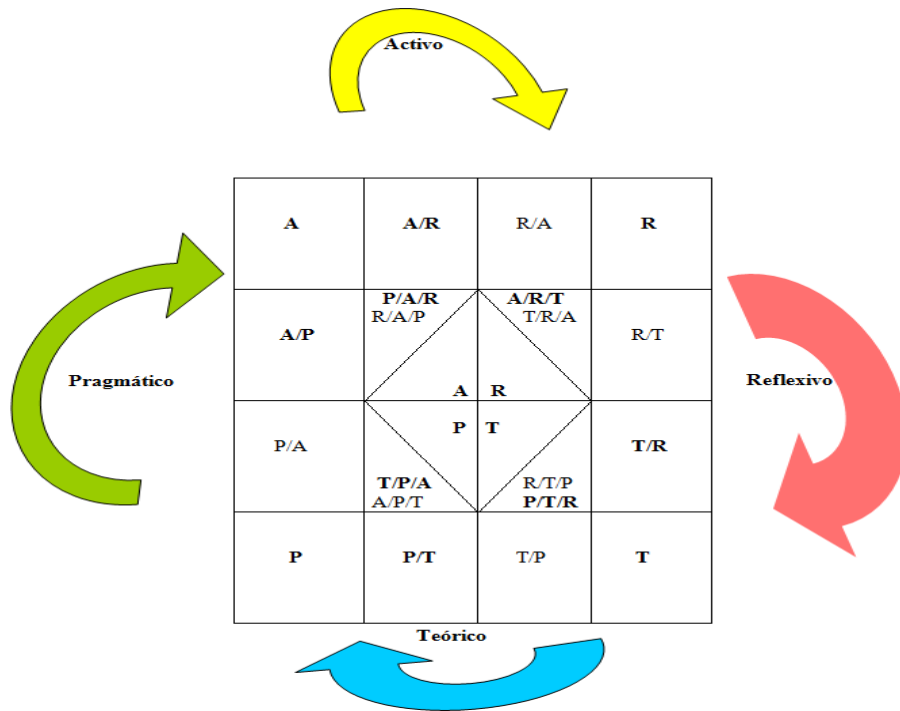 Activo
A
A/R
R/A
R
P/A/R
R/A/P
A/R/T
T/R/A
A/P
R/T
Pragmático
Reflexivo
A
R
P
T
P/A
T/R
T/P/A
A/P/T
R/T/P
P/T/R
P
P/T
T/P
T
Teórico